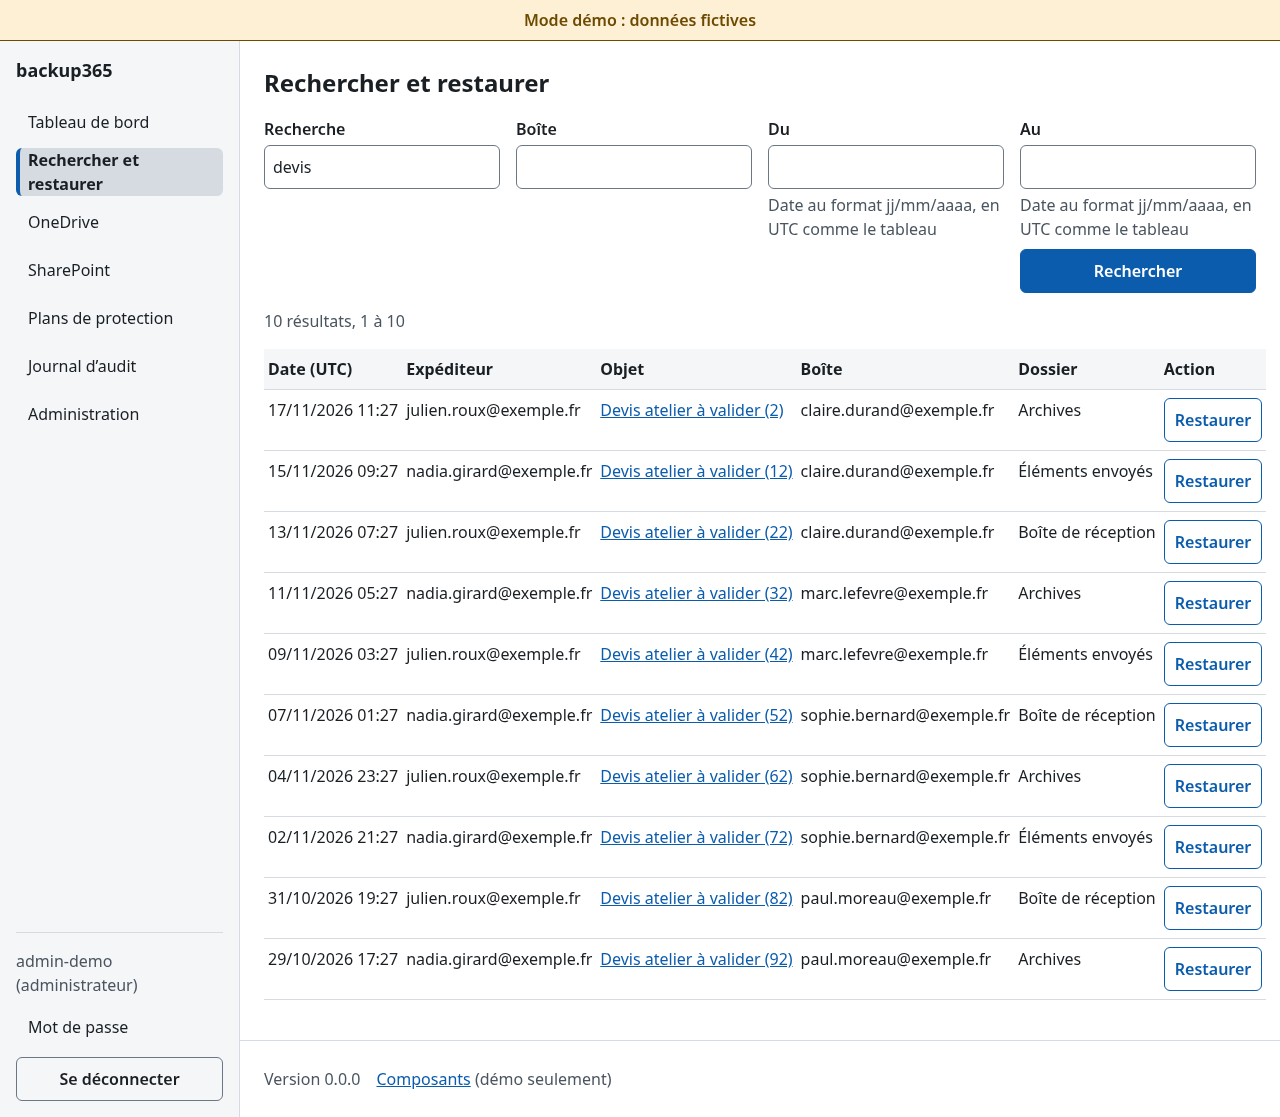 Mode démo : données fictives
backup365
Tableau de bord
Rechercher et
restaurer
OneDrive
SharePoint
Plans de protection
Journal d’audit
Administration
admin-demo
(administrateur)
Mot de passe
Se déconnecter
Rechercher et restaurer
Recherche Boîte Du Au
devis
Date au format jj/mm/aaaa, en Date au format jj/mm/aaaa, en
UTC comme le tableau UTC comme le tableau
Rechercher
10 résultats, 1 à 10
Date (UTC) Expéditeur Objet Boîte Dossier Action
17/11/2026 11:27 julien.roux@exemple.fr Devis atelier à valider (2) claire.durand@exemple.fr Archives Restaurer
15/11/2026 09:27 nadia.girard@exemple.fr Devis atelier à valider (12) claire.durand@exemple.fr Éléments envoyés Restaurer
13/11/2026 07:27 julien.roux@exemple.fr Devis atelier à valider (22) claire.durand@exemple.fr Boîte de réception Restaurer
11/11/2026 05:27 nadia.girard@exemple.fr Devis atelier à valider (32) marc.lefevre@exemple.fr Archives Restaurer
09/11/2026 03:27 julien.roux@exemple.fr Devis atelier à valider (42) marc.lefevre@exemple.fr Éléments envoyés Restaurer
07/11/2026 01:27 nadia.girard@exemple.fr Devis atelier à valider (52) sophie.bernard@exemple.fr Boîte de réception Restaurer
04/11/2026 23:27 julien.roux@exemple.fr Devis atelier à valider (62) sophie.bernard@exemple.fr Archives Restaurer
02/11/2026 21:27 nadia.girard@exemple.fr Devis atelier à valider (72) sophie.bernard@exemple.fr Éléments envoyés Restaurer
31/10/2026 19:27 julien.roux@exemple.fr Devis atelier à valider (82) paul.moreau@exemple.fr Boîte de réception Restaurer
29/10/2026 17:27 nadia.girard@exemple.fr Devis atelier à valider (92) paul.moreau@exemple.fr Archives Restaurer
Version 0.0.0 Composants (démo seulement)